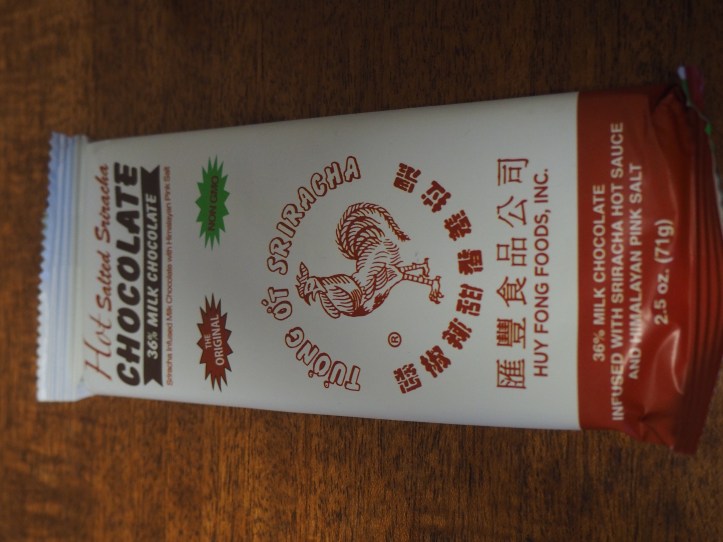 Hot Salted Sriracha
CHOCOLATE
36% MILK CHOCOLATE
Sriracha Infused Milk Chocolate with Himalayan Pink Salt
THE
ORIGINAL
NON GMO
TƯƠNG ỚT SRIRACHA
®
是拉差香甜辣椒醬
匯豐食品公司
HUY FONG FOODS, INC.
36% MILK CHOCOLATE
INFUSED WITH SRIRACHA HOT SAUCE
AND HIMALAYAN PINK SALT
2.5 oz. (71g)